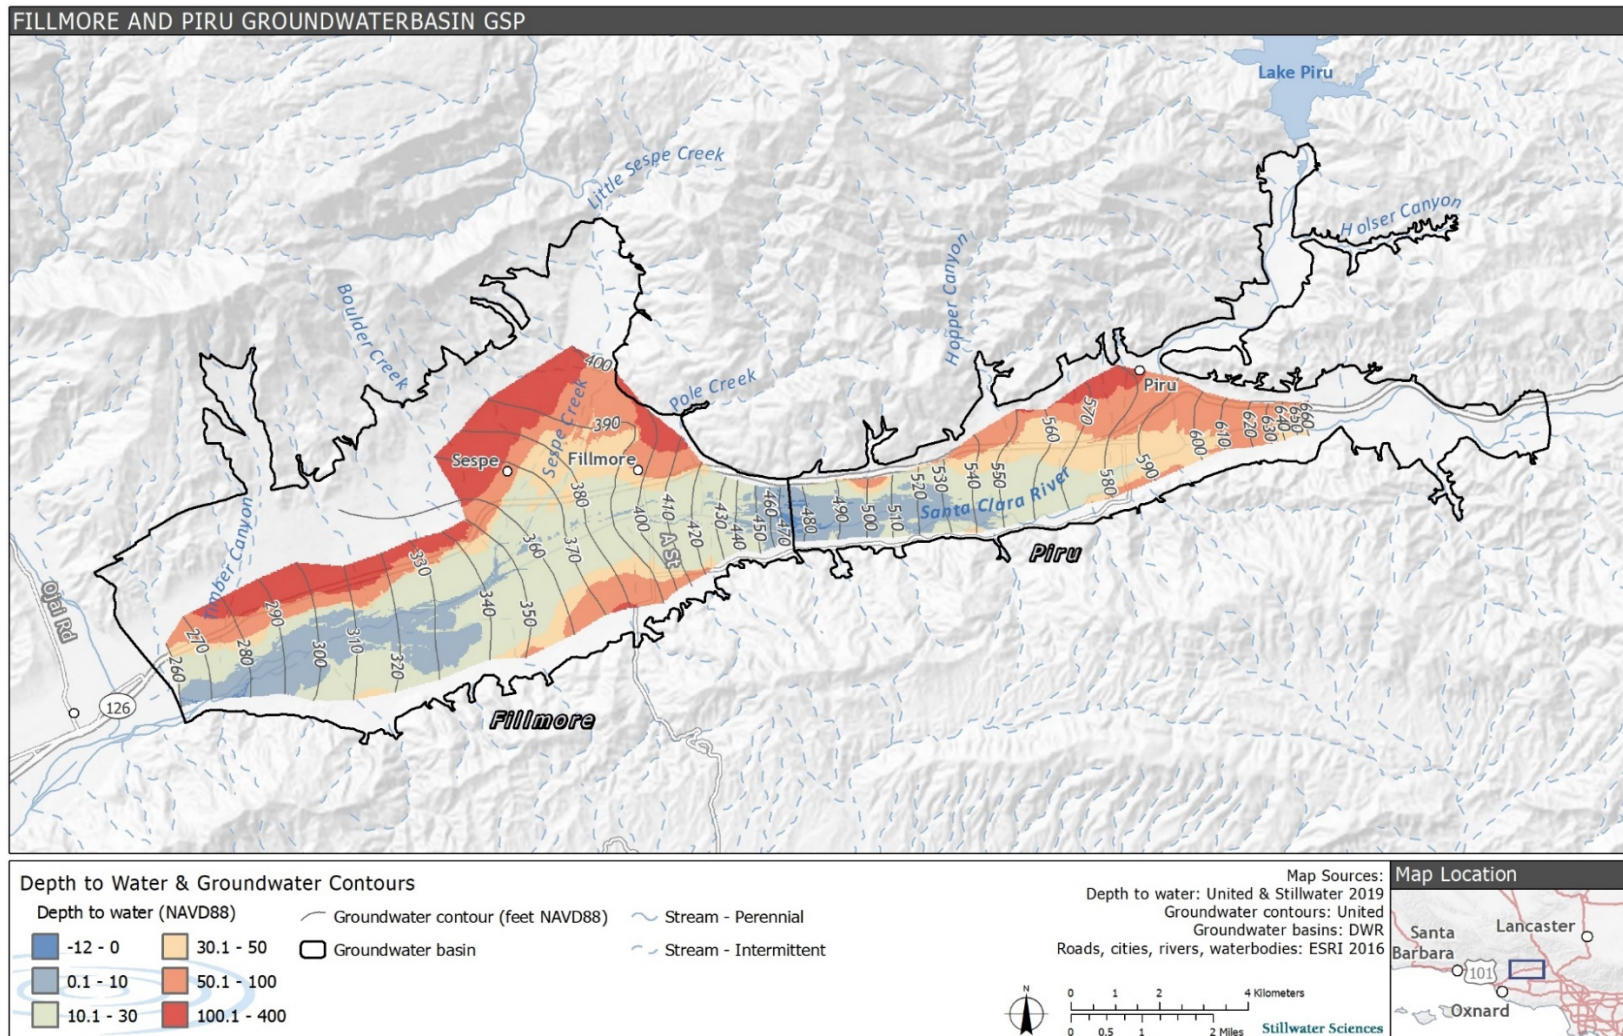 FILLMORE AND PIRU GROUNDWATERBASIN GSP
Lake Piru
Little Sespe Creek
Holser Canyon
Hopper Canyon
Boulder Creek
Pole Creek
400
Piru
Sespe Creek
390
570
560
660
650
640
630
620
610
600
590
580
Sespe
Fillmore
380
400
410
420
430
440
450
460
470
480
490
500
510
520
530
540
550
Santa Clara River
A St
Piru
Timber Canyon
330
360
370
340
350
Ojai Rd
290
270
280
260
300
310
320
126
Fillmore
Depth to Water & Groundwater Contours
Depth to water (NAVD88)
-12 - 0
0.1 - 10
10.1 - 30
30.1 - 50
50.1 - 100
100.1 - 400
Groundwater contour (feet NAVD88)
Groundwater basin
Stream - Perennial
Stream - Intermittent
Map Sources:
Depth to water: United & Stillwater 2019
Groundwater contours: United
Groundwater basins: DWR
Roads, cities, rivers, waterbodies: ESRI 2016
N
0 1 2 4 Kilometers
0 0.5 1 2 Miles
Stillwater Sciences
Map Location
Lancaster
Santa
Barbara
101
Oxnard